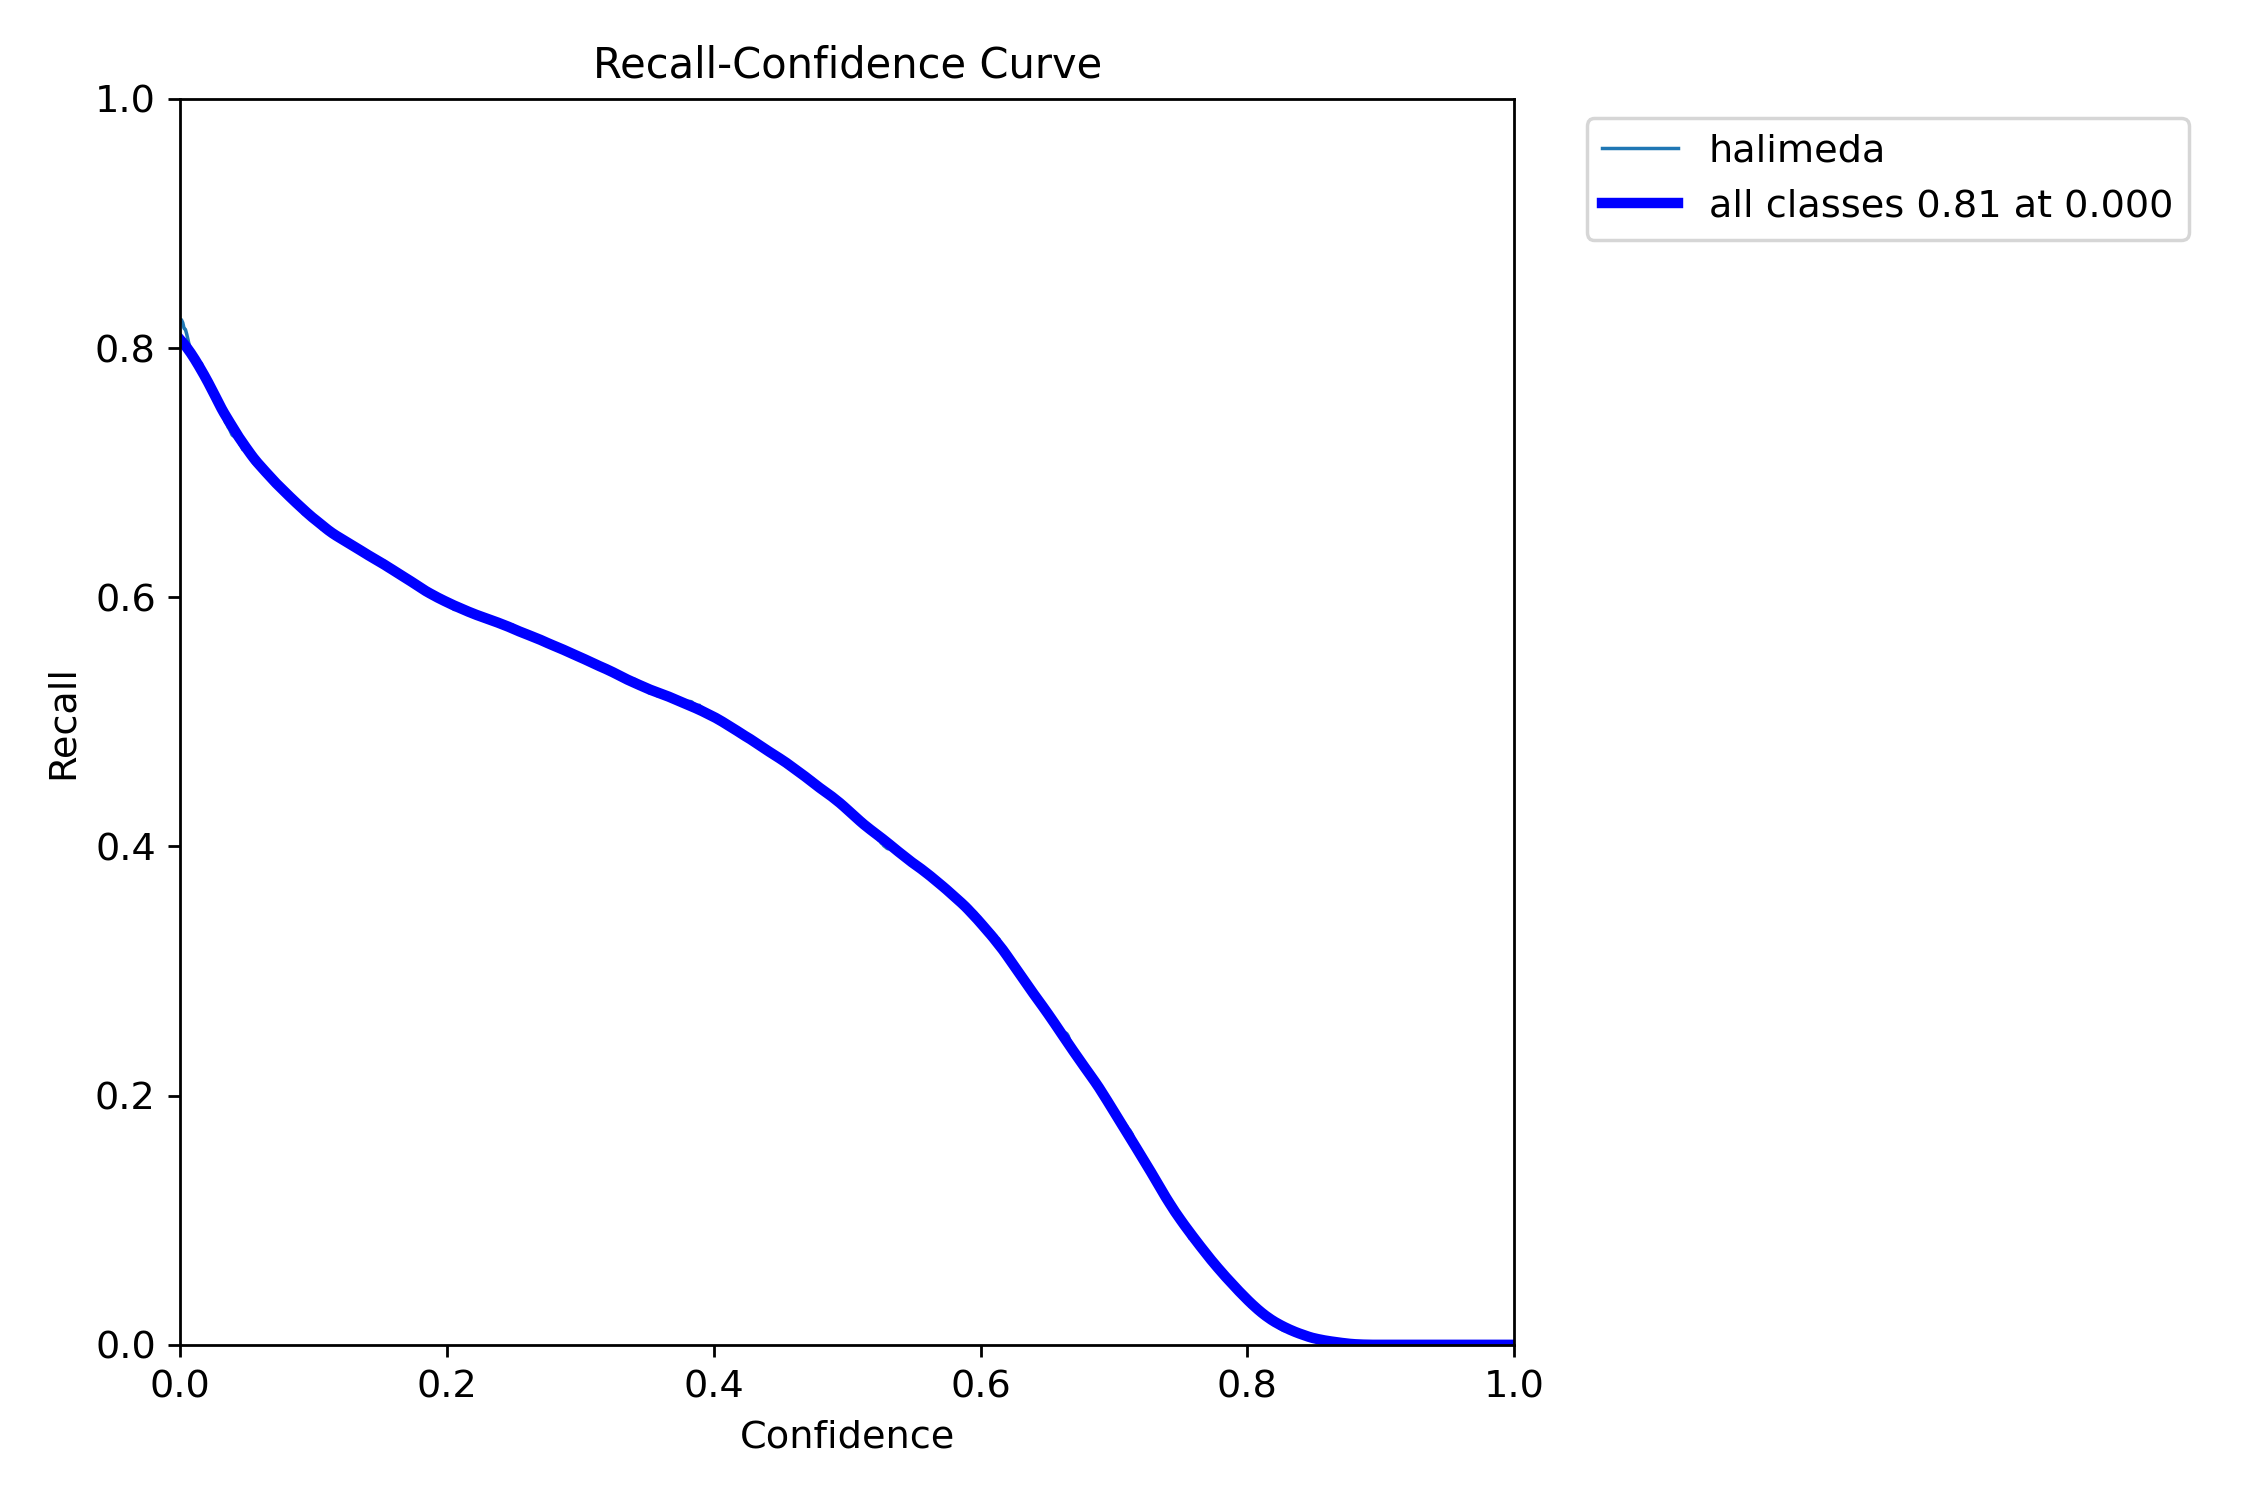 Recall-Confidence Curve
halimeda
all classes 0.81 at 0.000
1.0
0.8
0.6
0.4
0.2
0.0
Recall
0.0 0.2 0.4 0.6 0.8 1.0
Confidence